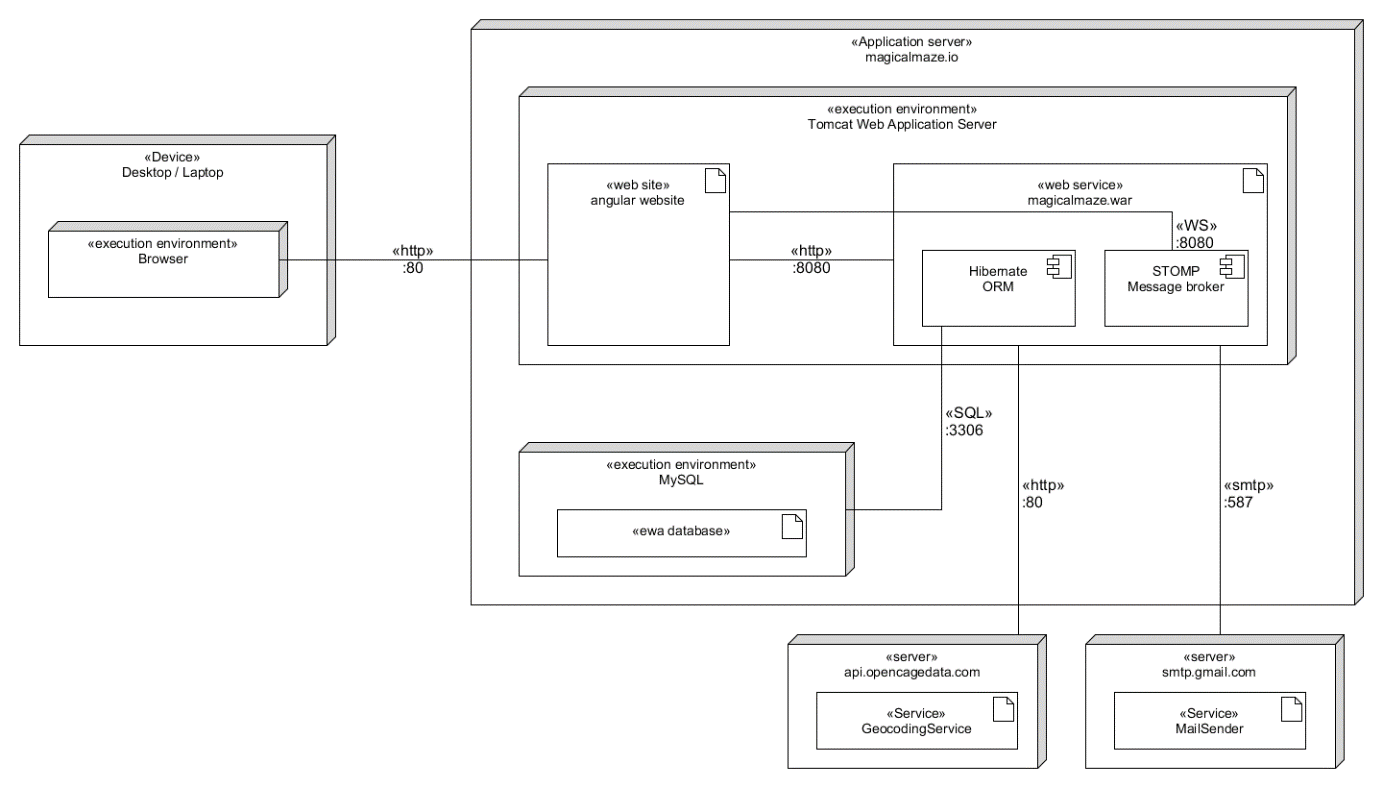 «Application server»
magicalmaze.io
«execution environment»
Tomcat Web Application Server
«Device»
Desktop / Laptop
«execution environment»
Browser
«http»
:80
«web site»
angular website
«http»
:8080
«web service»
magicalmaze.war
«WS»
:8080
Hibernate
ORM
STOMP
Message broker
«SQL»
:3306
«execution environment»
MySQL
«ewa database»
«http»
:80
«smtp»
:587
«server»
api.opencagedata.com
«Service»
GeocodingService
«server»
smtp.gmail.com
«Service»
MailSender